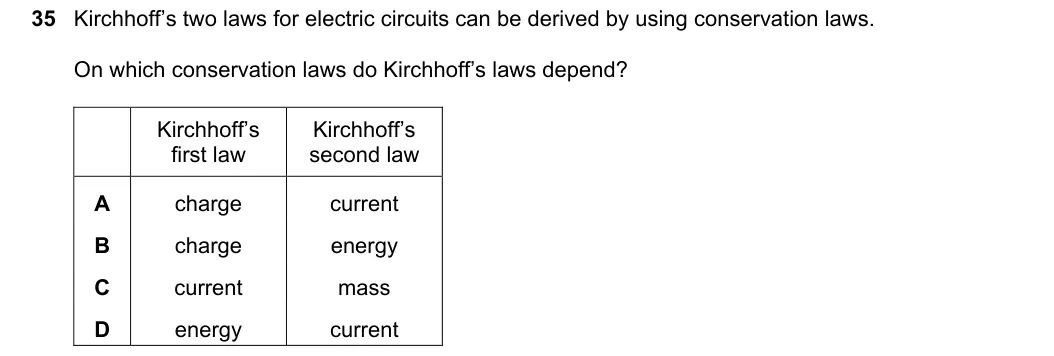 35 Kirchhoff's two laws for electric circuits can be derived by using conservation laws.
On which conservation laws do Kirchhoff's laws depend?
Kirchhoff's first law Kirchhoff's second law
A charge current
B charge energy
C current mass
D energy current